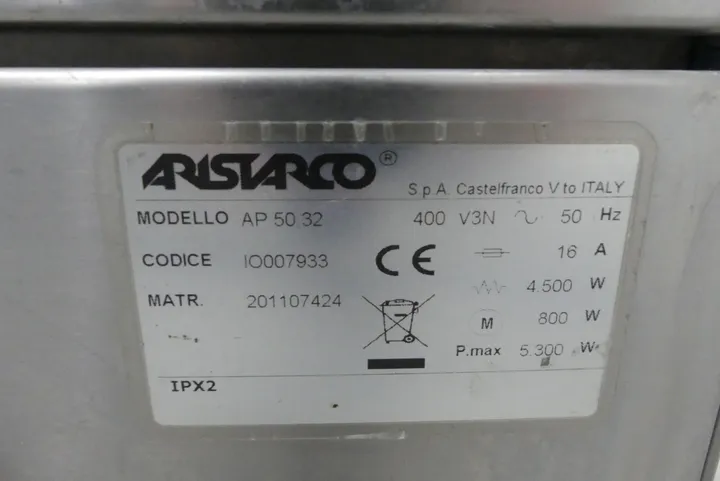 ARISTARCO®
S.p.A. Castelfranco V.to ITALY
MODELLO AP 50.32 400 V3N 50 Hz
CODICE IO007933 CE 16 A
4.500 W
MATR. 201107424
M 800 W
P.max 5.300 W
IPX2